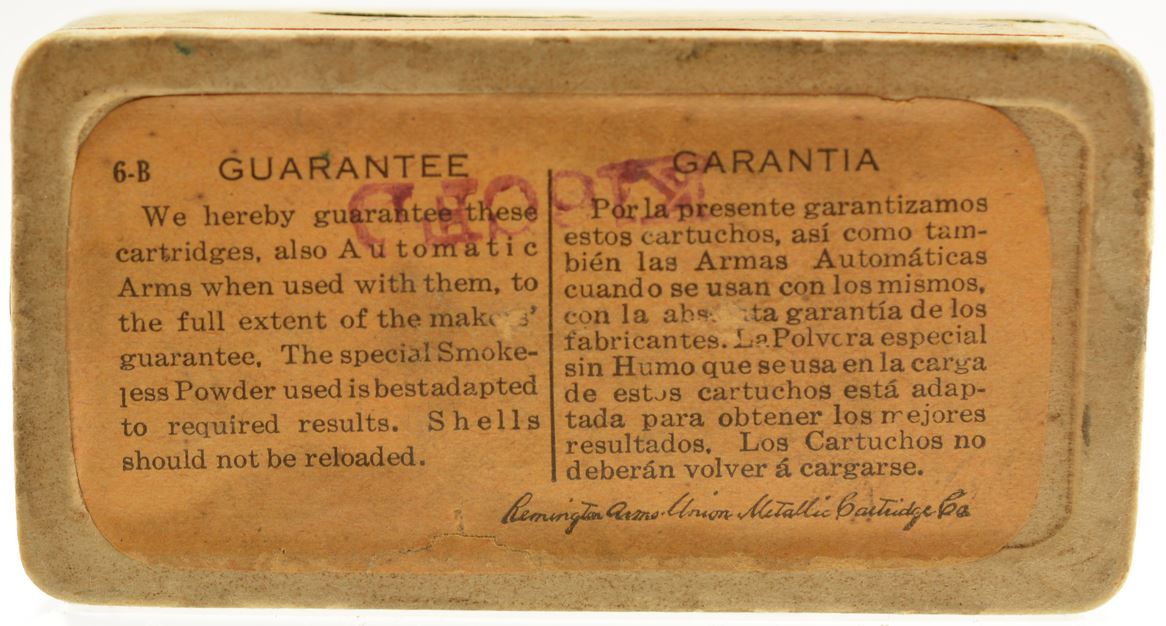 6-B GUARANTEE
We hereby guarantee these
cartridges, also Automatic
Arms when used with them, to
the full extent of the makers'
guarantee. The special Smoke-
less Powder used is best adapted
to required results. Shells
should not be reloaded.
GARANTIA
Por la presente garantizamos
estos cartuchos, así como tam-
bién las Armas Automáticas
cuando se usan con los mismos,
con la absoluta garantía de los
fabricantes. La Polvora especial
sin Humo que se usa en la carga
de estos cartuchos está adap-
tada para obtener los mejores
resultados. Los Cartuchos no
deberán volver á cargarse.
Remington Arms-Union Metallic Cartridge Co